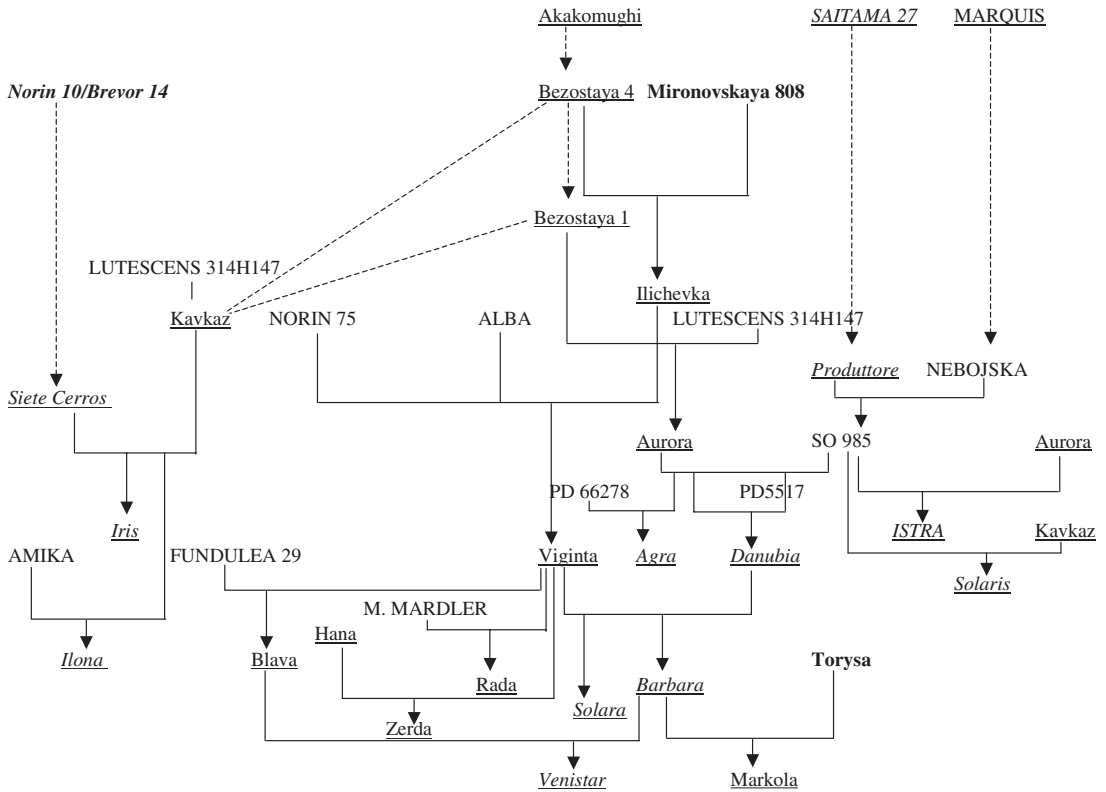 Akakomughi
SAITAMA 27
MARQUIS
Norin 10/Brevor 14
Bezostaya 4
Mironovskaya 808
Bezostaya 1
LUTESCENS 314H147
Ilichevka
Kavkaz
NORIN 75
ALBA
LUTESCENS 314H147
Produttore
NEBOJSKA
Siete Cerros
Aurora
SO 985
Aurora
PD 66278
PD5517
Iris
ISTRA
Kavkaz
AMIKA
FUNDULEA 29
Viginta
Agra
Danubia
Solaris
M. MARDLER
Hana
Ilona
Blava
Torysa
Rada
Barbara
Solara
Zerda
Venistar
Markola